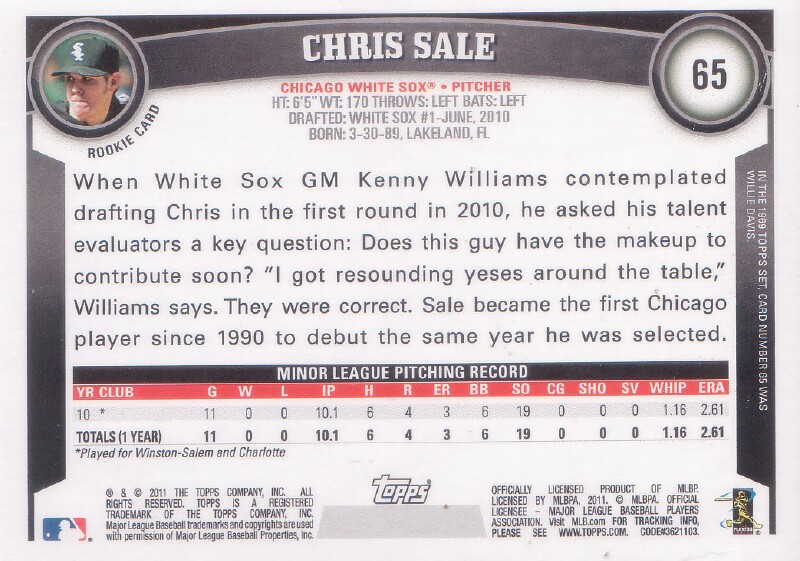 CHRIS SALE
65
ROOKIE CARD
CHICAGO WHITE SOX® • PITCHER
HT: 6'5" WT: 170 THROWS: LEFT BATS: LEFT
DRAFTED: WHITE SOX #1-JUNE, 2010
BORN: 3-30-89, LAKELAND, FL
When White Sox GM Kenny Williams contemplated
drafting Chris in the first round in 2010, he asked his talent
evaluators a key question: Does this guy have the makeup to
contribute soon? "I got resounding yeses around the table,"
Williams says. They were correct. Sale became the first Chicago
player since 1990 to debut the same year he was selected.
IN THE 1969 TOPPS SET, CARD NUMBER 65 WAS
WILLIE DAVIS.
MINOR LEAGUE PITCHING RECORD
YR CLUB G W L IP H R ER BB SO CG SHO SV WHIP ERA
10 * 11 0 0 10.1 6 4 3 6 19 0 0 0 1.16 2.61
TOTALS (1 YEAR) 11 0 0 10.1 6 4 3 6 19 0 0 0 1.16 2.61
*Played for Winston-Salem and Charlotte
® & © 2011 THE TOPPS COMPANY, INC. ALL
RIGHTS RESERVED. TOPPS IS A REGISTERED
TRADEMARK OF THE TOPPS COMPANY, INC.
Major League Baseball trademarks and copyrights are used
with permission of Major League Baseball Properties, Inc.
Topps
OFFICIALLY LICENSED PRODUCT OF MLBP.
LICENSED BY MLBPA, 2011. © MLBPA. OFFICIAL
LICENSEE - MAJOR LEAGUE BASEBALL PLAYERS
ASSOCIATION. Visit MLB.com FOR TRACKING INFO,
PLEASE SEE WWW.TOPPS.COM. CODE#3621103.